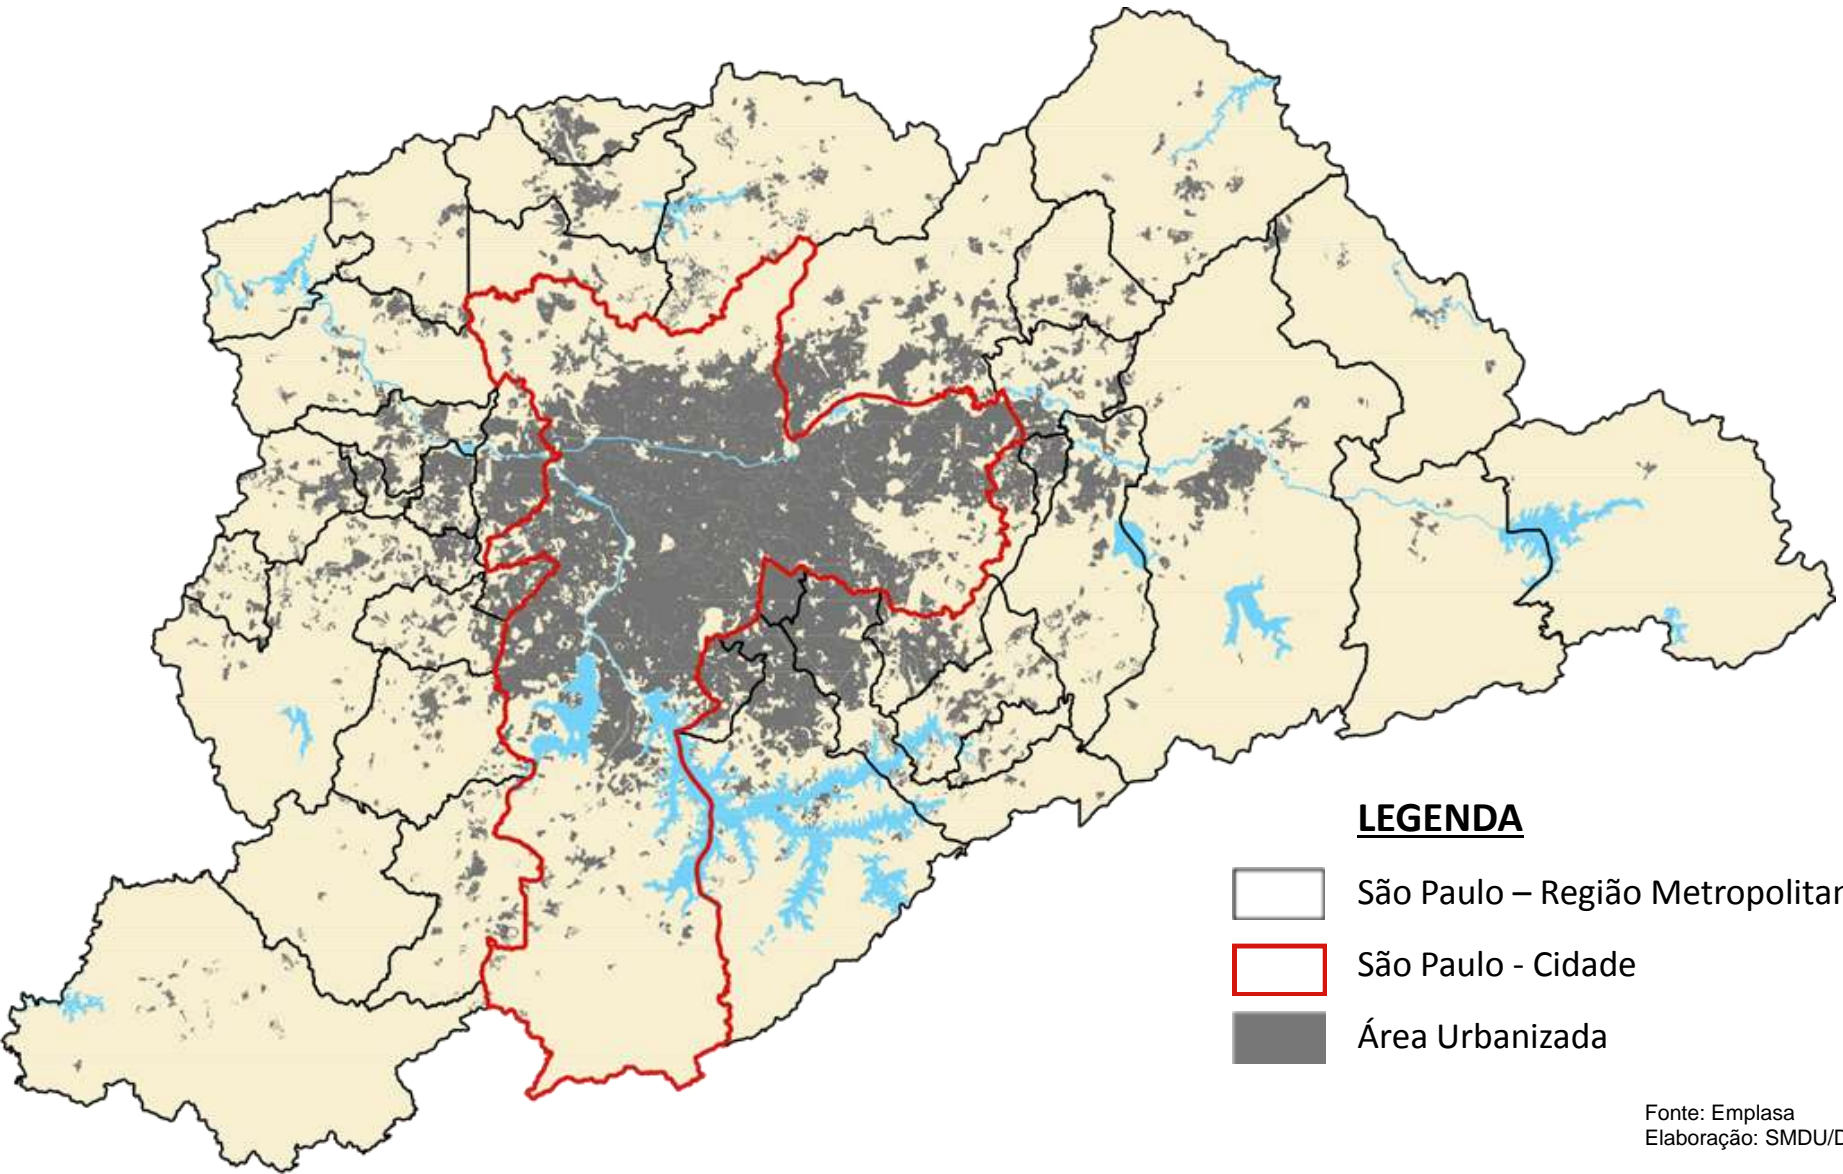 LEGENDA
São Paulo – Região Metropolitan
São Paulo - Cidade
Área Urbanizada
Fonte: Emplasa
Elaboração: SMDU/D